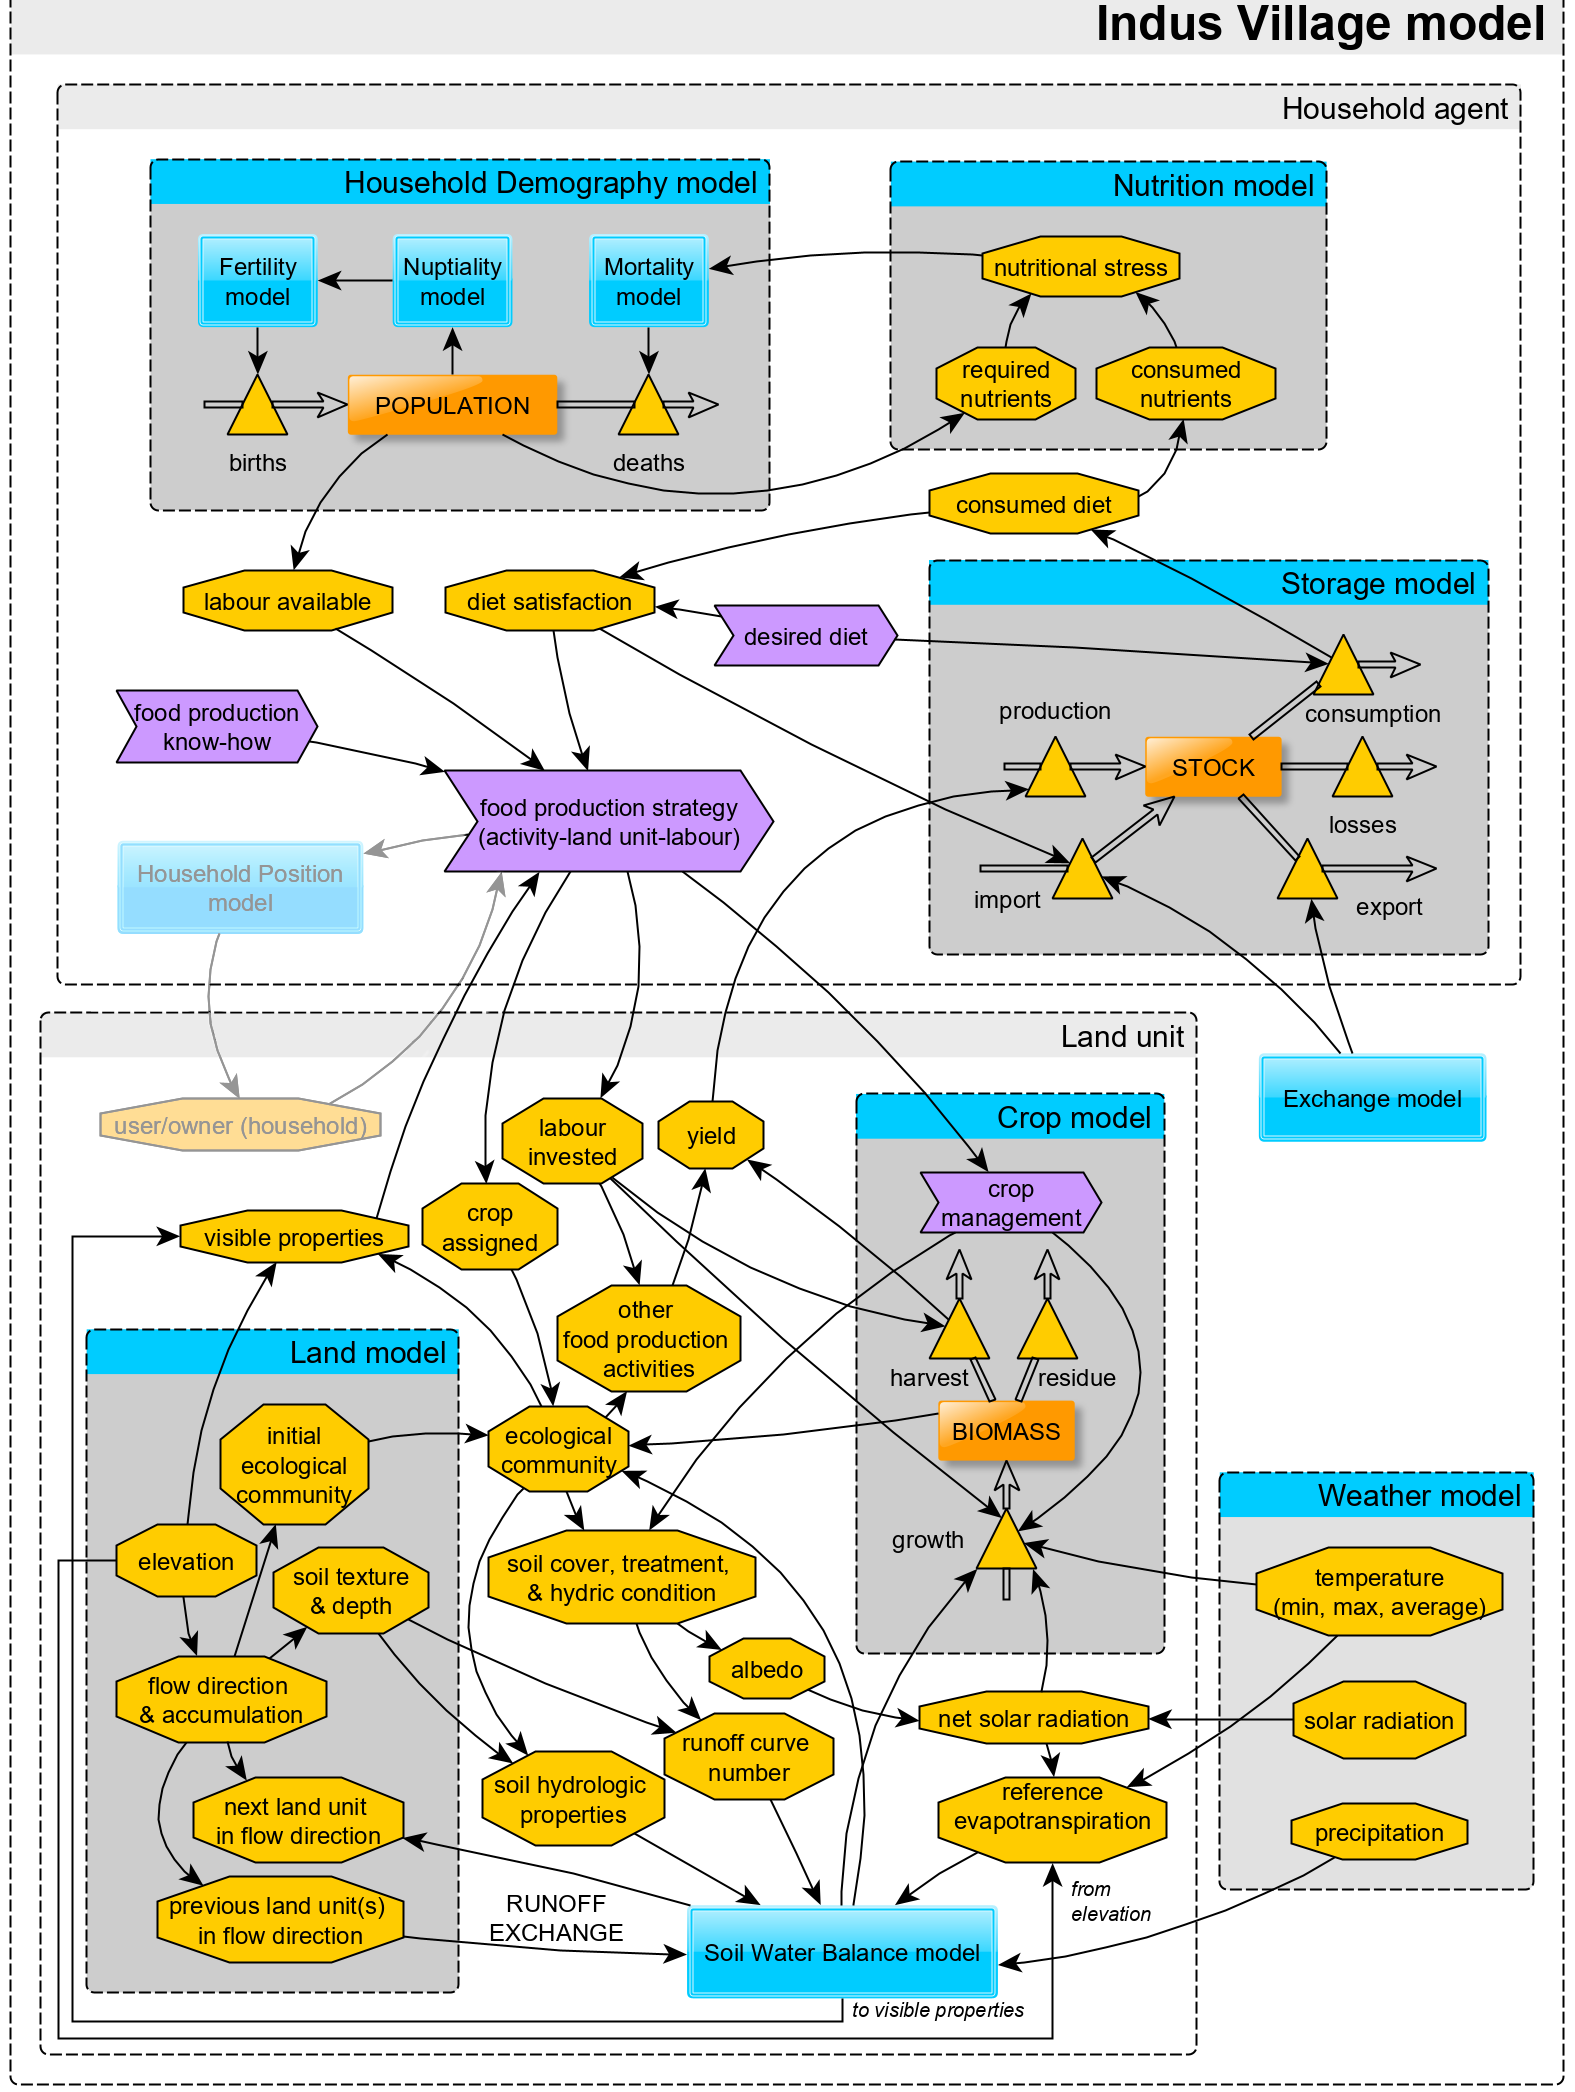 Indus Village model
Household agent
Household Demography model
Nutrition model
Fertility
model
Nuptiality
model
Mortality
model
nutritional stress
required
nutrients
consumed
nutrients
POPULATION
births
deaths
consumed diet
labour available
diet satisfaction
desired diet
Storage model
production
consumption
STOCK
losses
import
export
food production
know-how
food production strategy
(activity-land unit-labour)
Household Position
model
Land unit
Exchange model
user/owner (household)
labour
invested
yield
Crop model
crop
management
visible properties
crop
assigned
other
food production
activities
harvest
residue
BIOMASS
growth
Land model
initial
ecological
community
ecological
community
elevation
soil texture
& depth
soil cover, treatment,
& hydric condition
Weather model
temperature
(min, max, average)
flow direction
& accumulation
albedo
net solar radiation
solar radiation
runoff curve
number
soil hydrologic
properties
reference
evapotranspiration
precipitation
next land unit
in flow direction
previous land unit(s)
in flow direction
RUNOFF
EXCHANGE
from
elevation
Soil Water Balance model
to visible properties